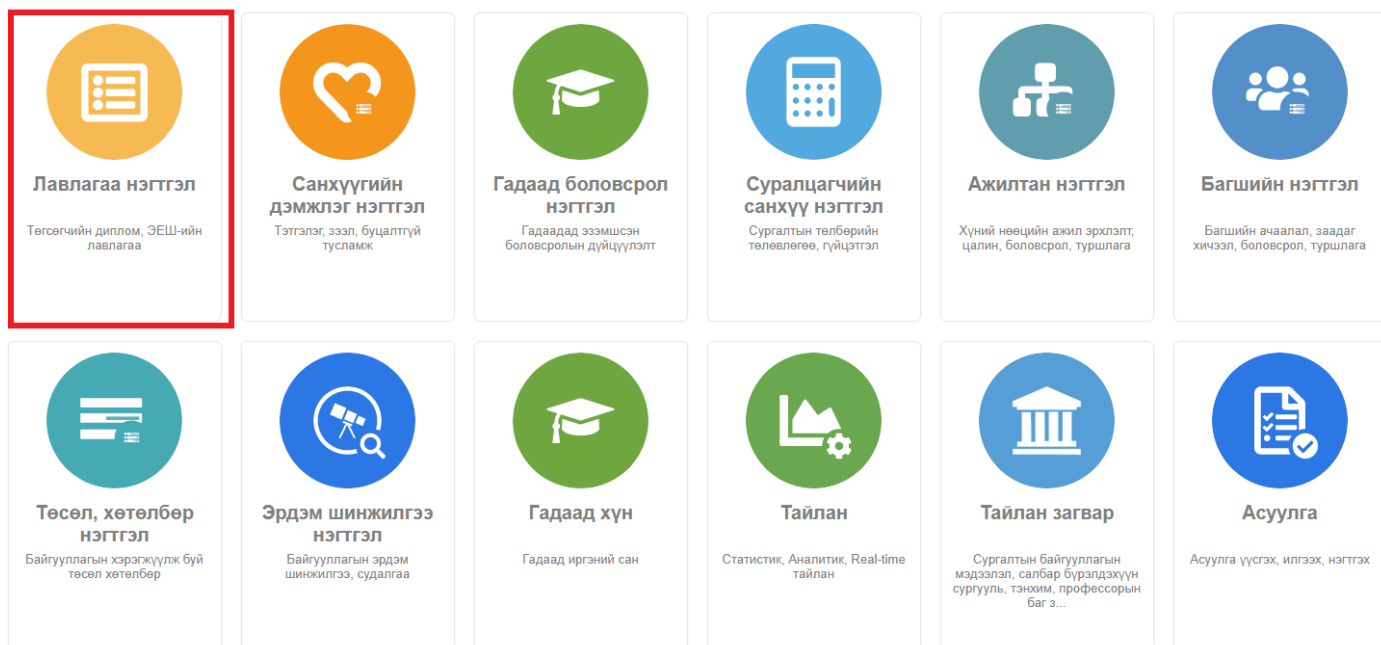 Лавлагаа нэгтгэл
Төгсөгчийн диплом, ЭЕШ-ийн
лавлагаа
Санхүүгийн
дэмжлэг нэгтгэл
Тэтгэлэг, зээл, буцалтгүй
тусламж
Гадаад боловсрол
нэгтгэл
Гадаадад эзэмшсэн
боловсролын дүйцүүлэлт
Суралцагчийн
санхүү нэгтгэл
Сургалтын төлбөрийн
төлөвлөгөө, гүйцэтгэл
Ажилтан нэгтгэл
Хүний нөөцийн ажил эрхлэлт,
цалин, боловсрол, туршлага
Багшийн нэгтгэл
Багшийн ачаалал, заадаг
хичээл, боловсрол, туршлага
Төсөл, хөтөлбөр
нэгтгэл
Байгууллагын хэрэгжүүлж буй
төсөл хөтөлбөр
Эрдэм шинжилгээ
нэгтгэл
Байгууллагын эрдэм
шинжилгээ, судалгаа
Гадаад хүн
Гадаад иргэний сан
Тайлан
Статистик, Аналитик, Real-time
тайлан
Тайлан загвар
Сургалтын байгууллагын
мэдээлэл, салбар бүрэлдэхүүн
сургууль, тэнхим, профессорын
баг з...
Асуулга
Асуулга үүсгэх, илгээх, нэгтгэх